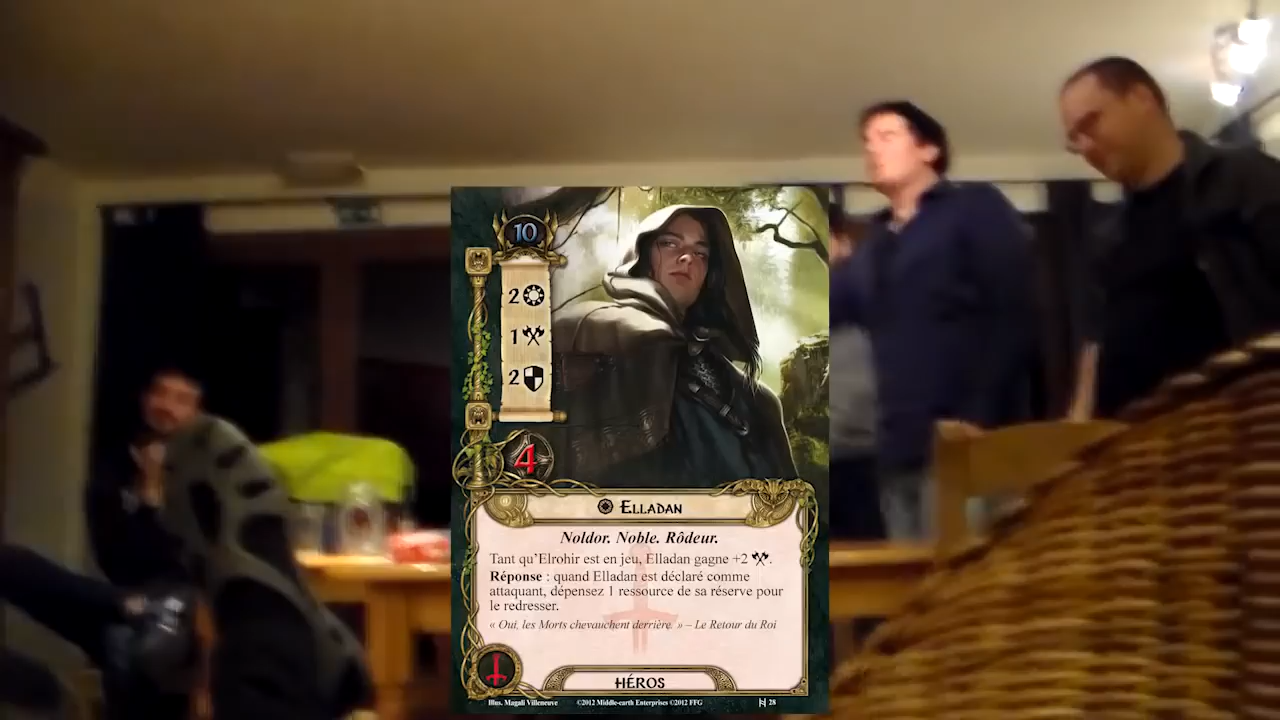 10
2
1
2
4
Elladan
Noldor. Noble. Rôdeur.
Tant qu'Elrohir est en jeu, Elladan gagne +2.
Réponse : quand Elladan est déclaré comme
attaquant, dépensez 1 ressource de sa réserve pour
le redresser.
« Oui, les Morts chevauchent derrière. » – Le Retour du Roi
HÉROS
Illus. Magali Villeneuve ©2012 Middle-earth Enterprises ©2012 FFG 28